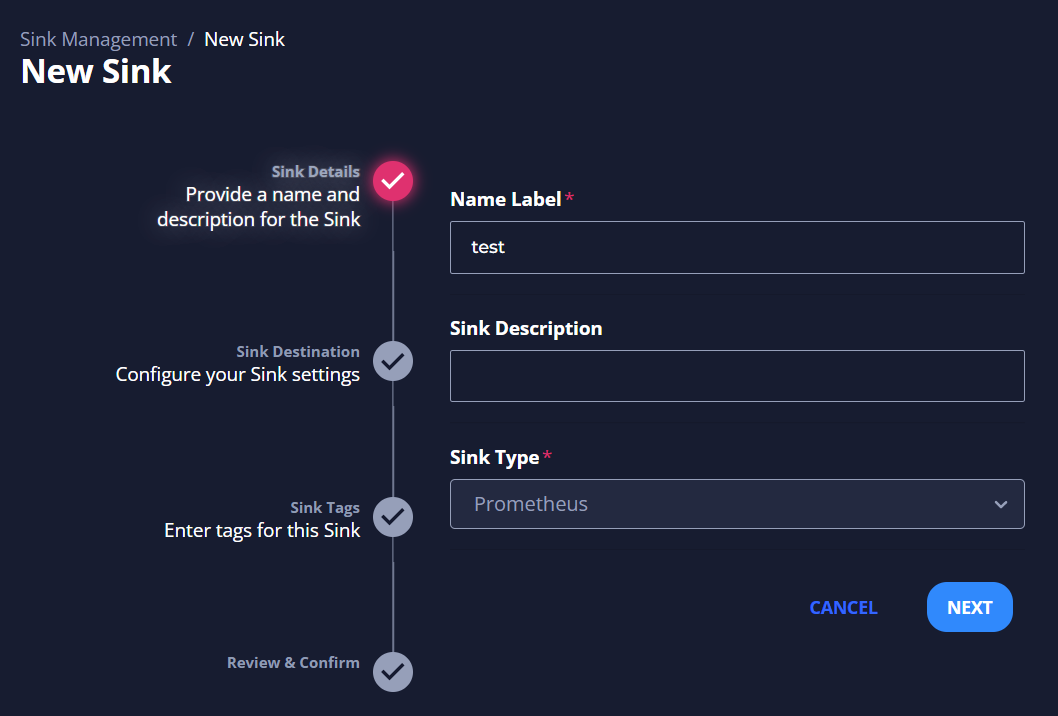 Sink Management / New Sink
New Sink
Sink Details
Provide a name and
description for the Sink
Sink Destination
Configure your Sink settings
Sink Tags
Enter tags for this Sink
Review & Confirm
Name Label*
test
Sink Description
Sink Type*
Prometheus
CANCEL
NEXT